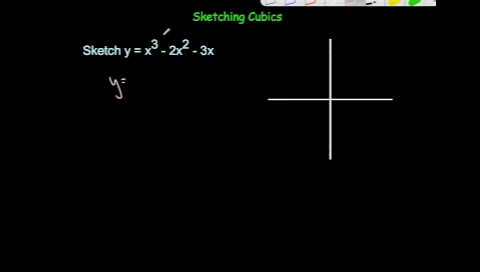 Sketching Cubics
Sketch y = x³ - 2x² - 3x
y=